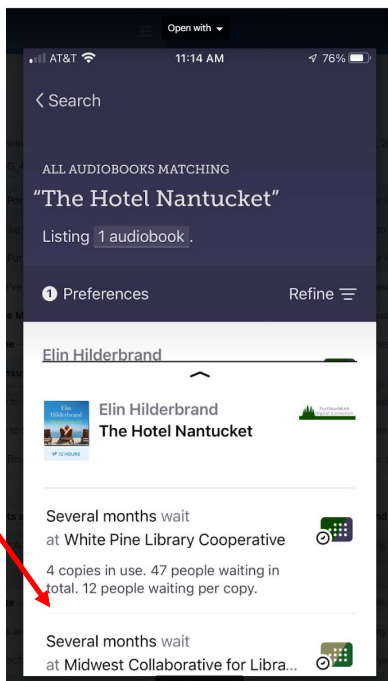 Open with
AT&T
11:14 AM
76%
Search
ALL AUDIOBOOKS MATCHING
“The Hotel Nantucket”
Listing 1 audiobook.
1 Preferences
Refine
Elin Hilderbrand
Elin Hilderbrand
The Hotel Nantucket
Elin
Hilderbrand
12 HOURS
Several months wait
at White Pine Library Cooperative
4 copies in use. 47 people waiting in
total. 12 people waiting per copy.
Several months wait
at Midwest Collaborative for Libra...